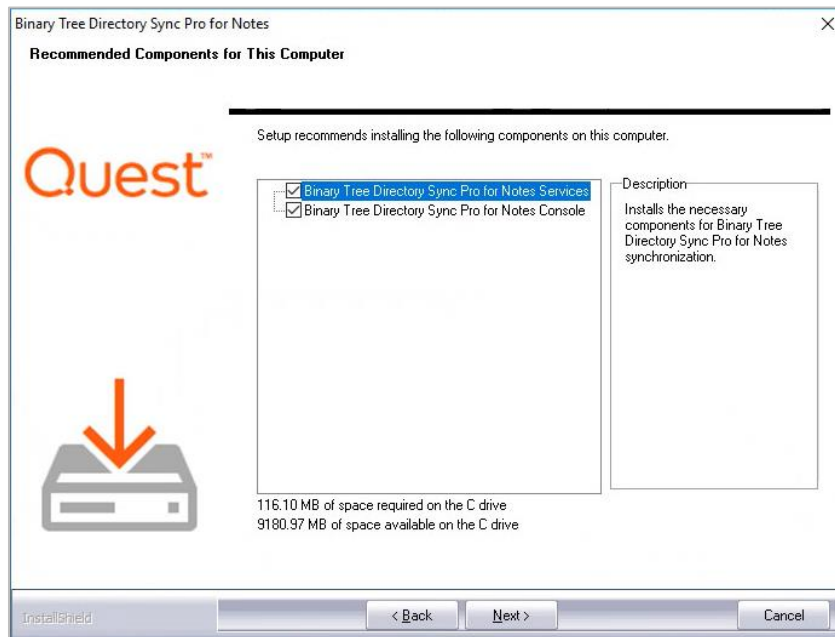 Binary Tree Directory Sync Pro for Notes
Recommended Components for This Computer
Setup recommends installing the following components on this computer.
Quest™
Binary Tree Directory Sync Pro for Notes Services
Binary Tree Directory Sync Pro for Notes Console
Description
Installs the necessary
components for Binary Tree
Directory Sync Pro for Notes
synchronization.
116.10 MB of space required on the C drive
9180.97 MB of space available on the C drive
InstallShield
< Back
Next >
Cancel